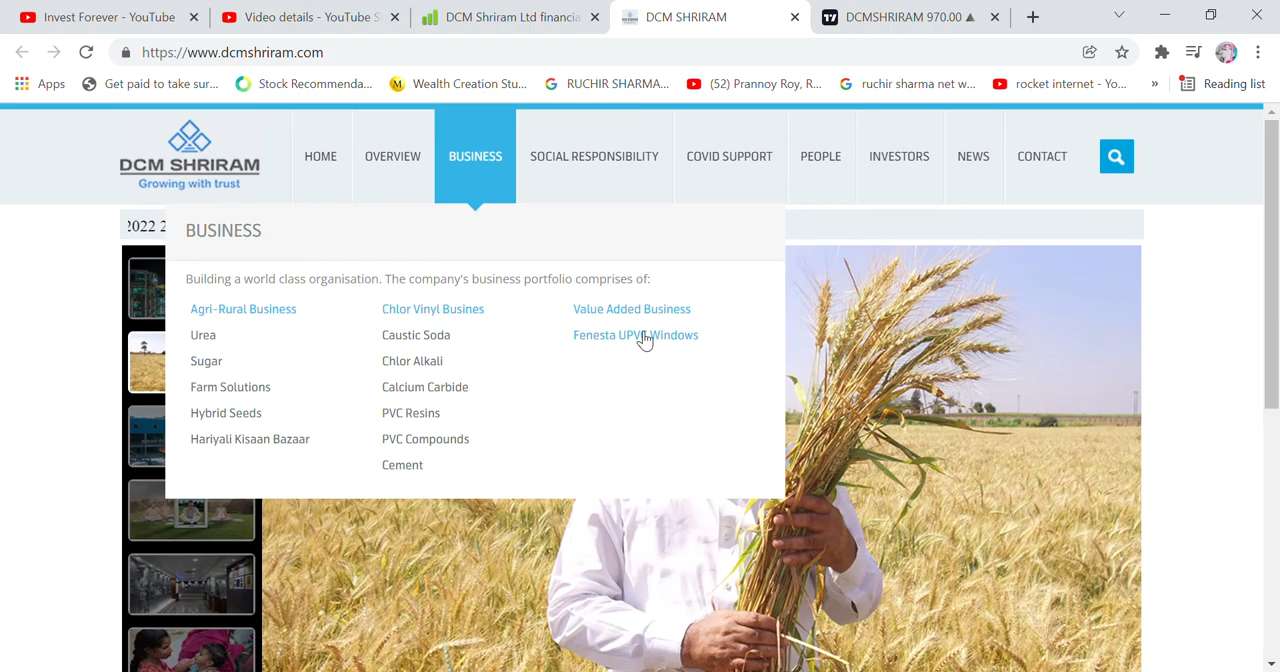 Invest Forever - YouTube
Video details - YouTube S
DCM Shriram Ltd financia
DCM SHRIRAM
DCMSHRIRAM 970.00 ▲
https://www.dcmshriram.com
Apps
Get paid to take sur...
Stock Recommenda...
Wealth Creation Stu...
RUCHIR SHARMA...
(52) Prannoy Roy, R...
ruchir sharma net w...
rocket internet - Yo...
»
Reading list
DCM SHRIRAM
Growing with trust
HOME
OVERVIEW
BUSINESS
SOCIAL RESPONSIBILITY
COVID SUPPORT
PEOPLE
INVESTORS
NEWS
CONTACT
2022 2
BUSINESS
Building a world class organisation. The company's business portfolio comprises of:
Agri-Rural Business
Urea
Sugar
Farm Solutions
Hybrid Seeds
Hariyali Kisaan Bazaar
Chlor Vinyl Busines
Caustic Soda
Chlor Alkali
Calcium Carbide
PVC Resins
PVC Compounds
Cement
Value Added Business
Fenesta UPVC Windows